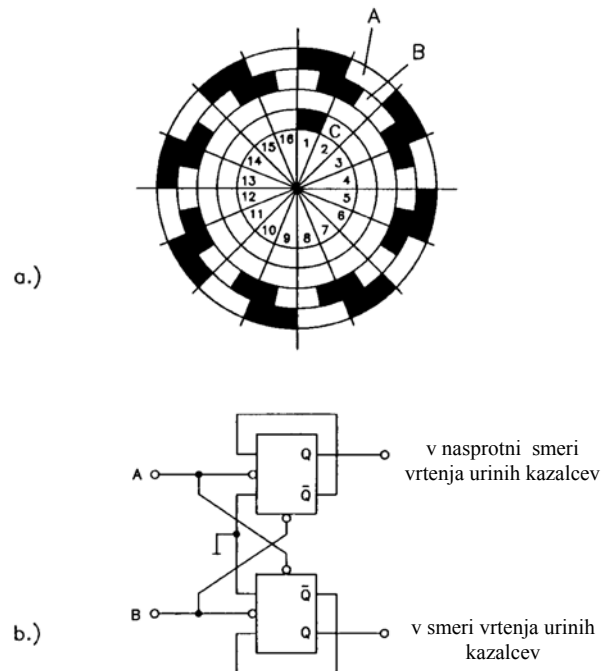 A
B
C
16
1
2
15
3
14
13
4
12
5
11
6
10
9
8
7
a.)
A
Q
Q̄
v nasprotni smeri
vrtenja urinih kazalcev
B
Q̄
Q
b.)
v smeri vrtenja urinih
kazalcev